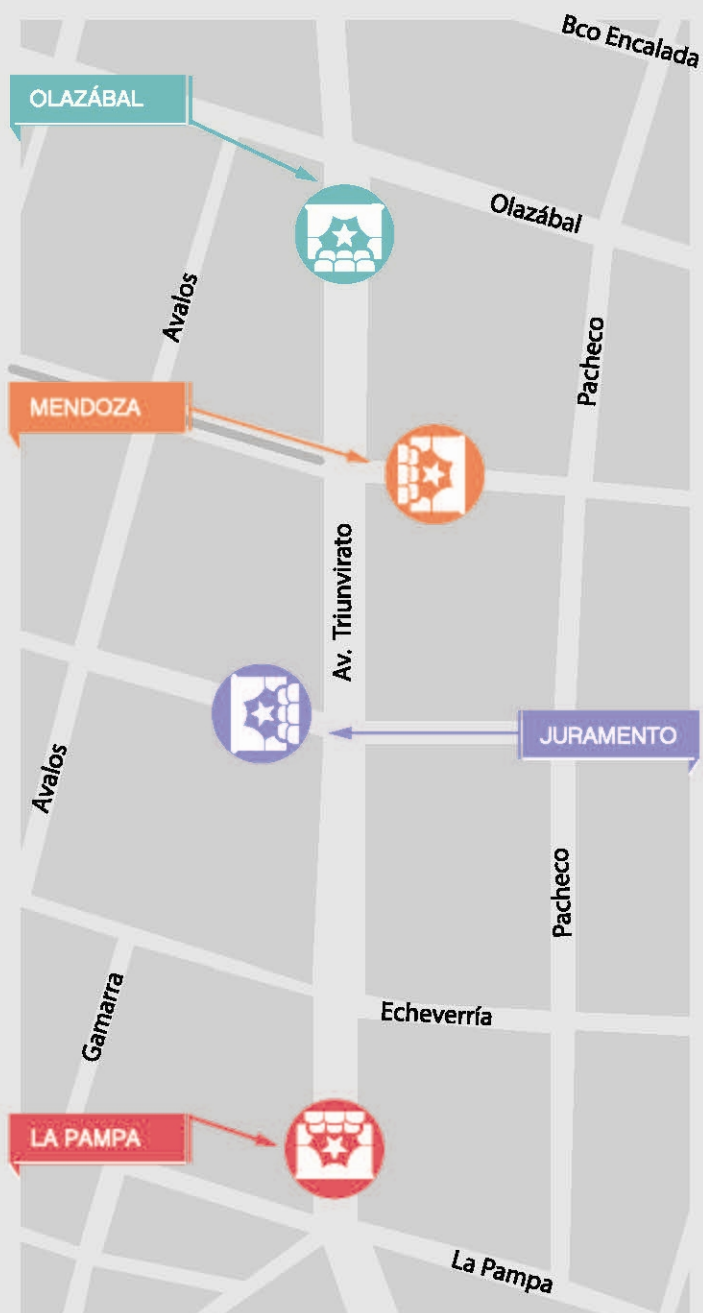 Bco Encalada
OLAZÁBAL
Olazábal
Avalos
Pacheco
MENDOZA
Av. Triunvirato
JURAMENTO
Avalos
Pacheco
Gamarra
Echeverría
LA PAMPA
La Pampa